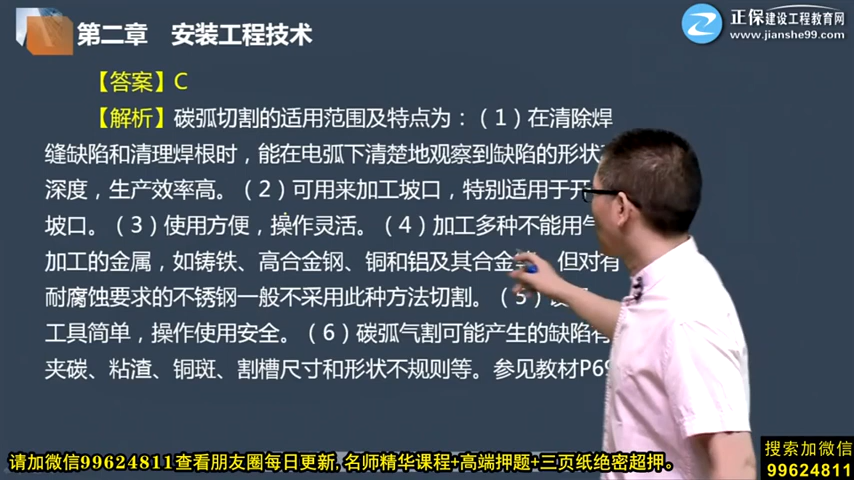 第二章 安装工程技术
正保建设工程教育网
www.jianshe99.com
【答案】C
【解析】碳弧切割的适用范围及特点为：（1）在清除焊
缝缺陷和清理焊根时，能在电弧下清楚地观察到缺陷的形状
深度，生产效率高。（2）可用来加工坡口，特别适用于开
坡口。（3）使用方便，操作灵活。（4）加工多种不能用气
加工的金属，如铸铁、高合金钢、铜和铝及其合金 但对有
耐腐蚀要求的不锈钢一般不采用此种方法切割。（5）设
工具简单，操作使用安全。（6）碳弧气割可能产生的缺陷有
夹碳、粘渣、铜斑、割槽尺寸和形状不规则等。参见教材P69
请加微信99624811查看朋友圈每日更新,名师精华课程+高端押题+三页纸绝密超押。
搜索加微信
99624811